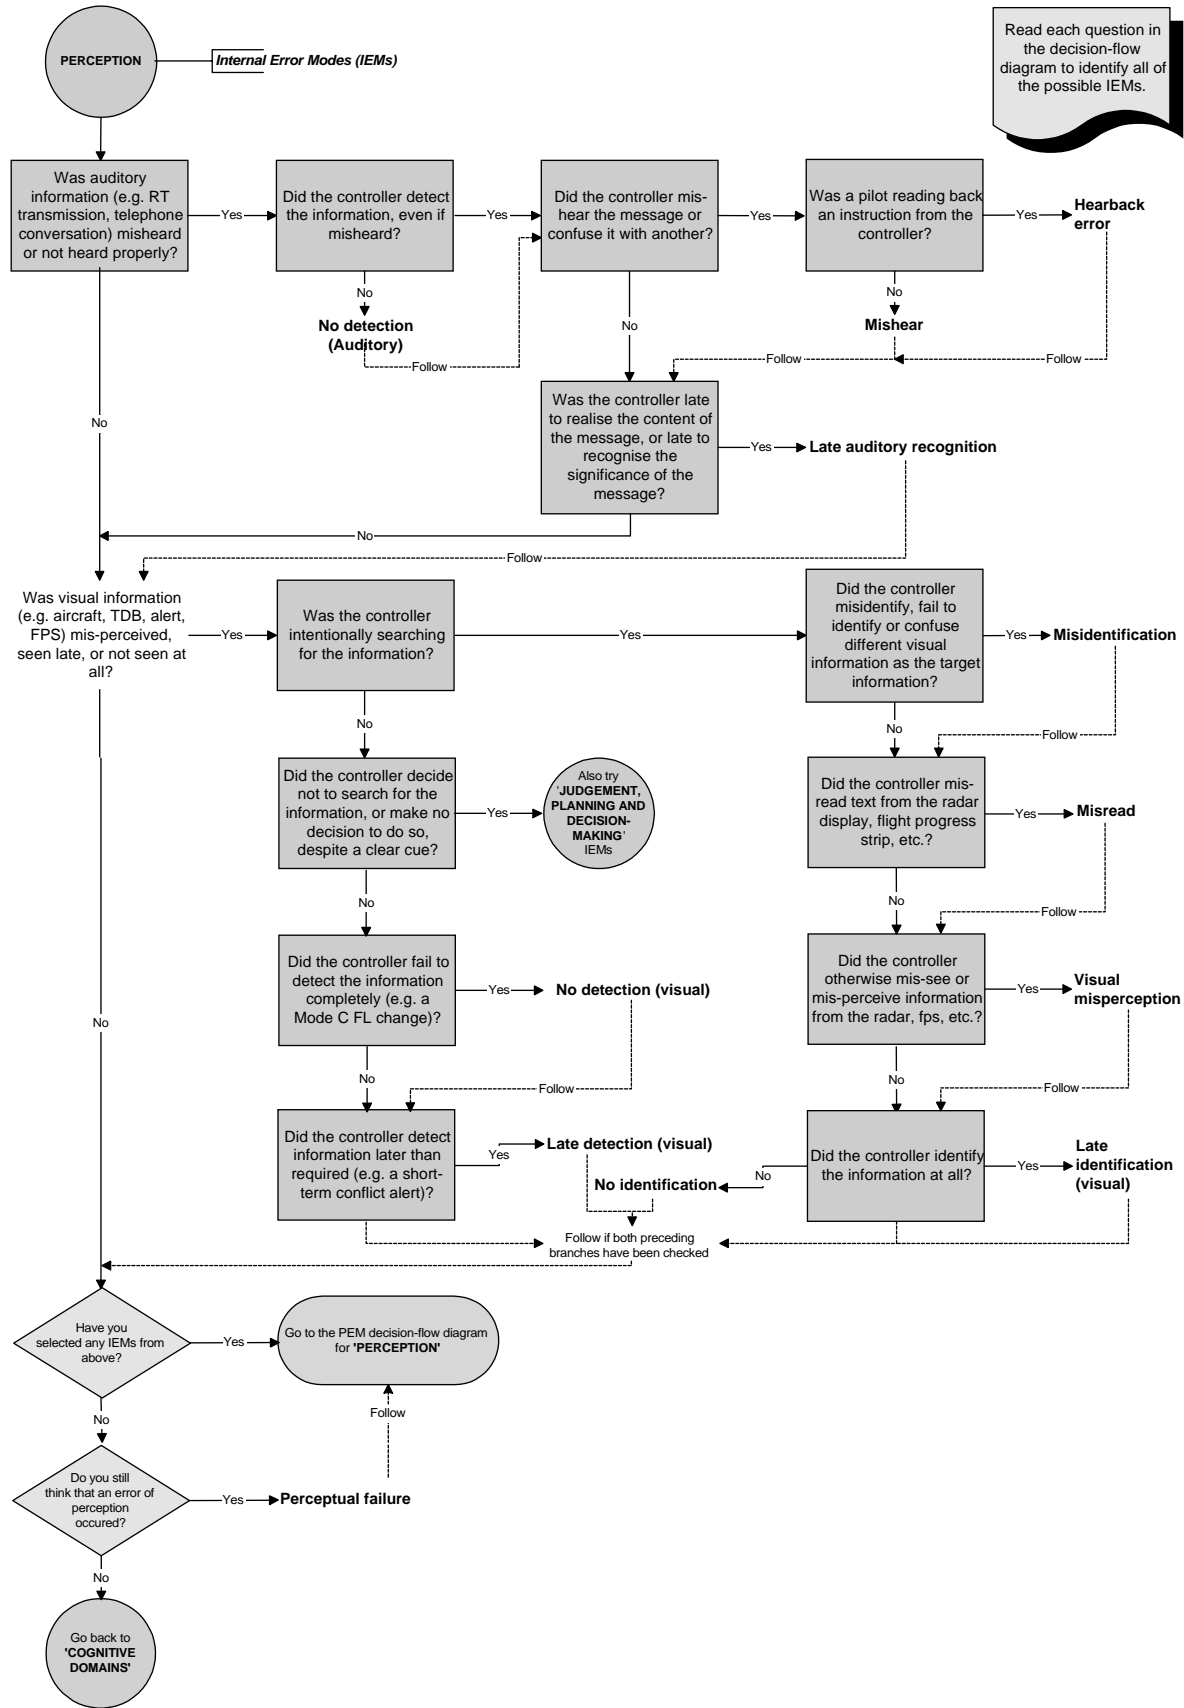 PERCEPTION
Internal Error Modes (IEMs)
Read each question in
the decision-flow
diagram to identify all of
the possible IEMs.
Was auditory
information (e.g. RT
transmission, telephone
conversation) misheard
or not heard properly?
Yes
Did the controller detect
the information, even if
misheard?
Yes
Did the controller mis-
hear the message or
confuse it with another?
Yes
Was a pilot reading back
an instruction from the
controller?
Yes
Hearback
error
No
No detection
(Auditory)
Follow
No
No
Mishear
Follow
Follow
No
Was the controller late
to realise the content of
the message, or late to
recognise the
significance of the
message?
Yes
Late auditory recognition
No
Follow
Was visual information
(e.g. aircraft, TDB, alert,
FPS) mis-perceived,
seen late, or not seen at
all?
Yes
Was the controller
intentionally searching
for the information?
Yes
Did the controller
misidentify, fail to
identify or confuse
different visual
information as the target
information?
Yes
Misidentification
No
No
Follow
Did the controller decide
not to search for the
information, or make no
decision to do so,
despite a clear cue?
Yes
Also try
'JUDGEMENT,
PLANNING AND
DECISION-
MAKING'
IEMs
Did the controller mis-
read text from the radar
display, flight progress
strip, etc.?
Yes
Misread
No
No
Follow
Did the controller fail to
detect the information
completely (e.g. a
Mode C FL change)?
Yes
No detection (visual)
Did the controller
otherwise mis-see or
mis-perceive information
from the radar, fps, etc.?
Yes
Visual
misperception
No
No
Follow
No
Follow
Did the controller detect
information later than
required (e.g. a short-
term conflict alert)?
Yes
Late detection (visual)
No identification
No
Did the controller identify
the information at all?
Yes
Late
identification
(visual)
Follow if both preceding
branches have been checked
Have you
selected any IEMs from
above?
Yes
Go to the PEM decision-flow diagram
for 'PERCEPTION'
No
Follow
Do you still
think that an error of
perception
occured?
Yes
Perceptual failure
No
Go back to
'COGNITIVE
DOMAINS'